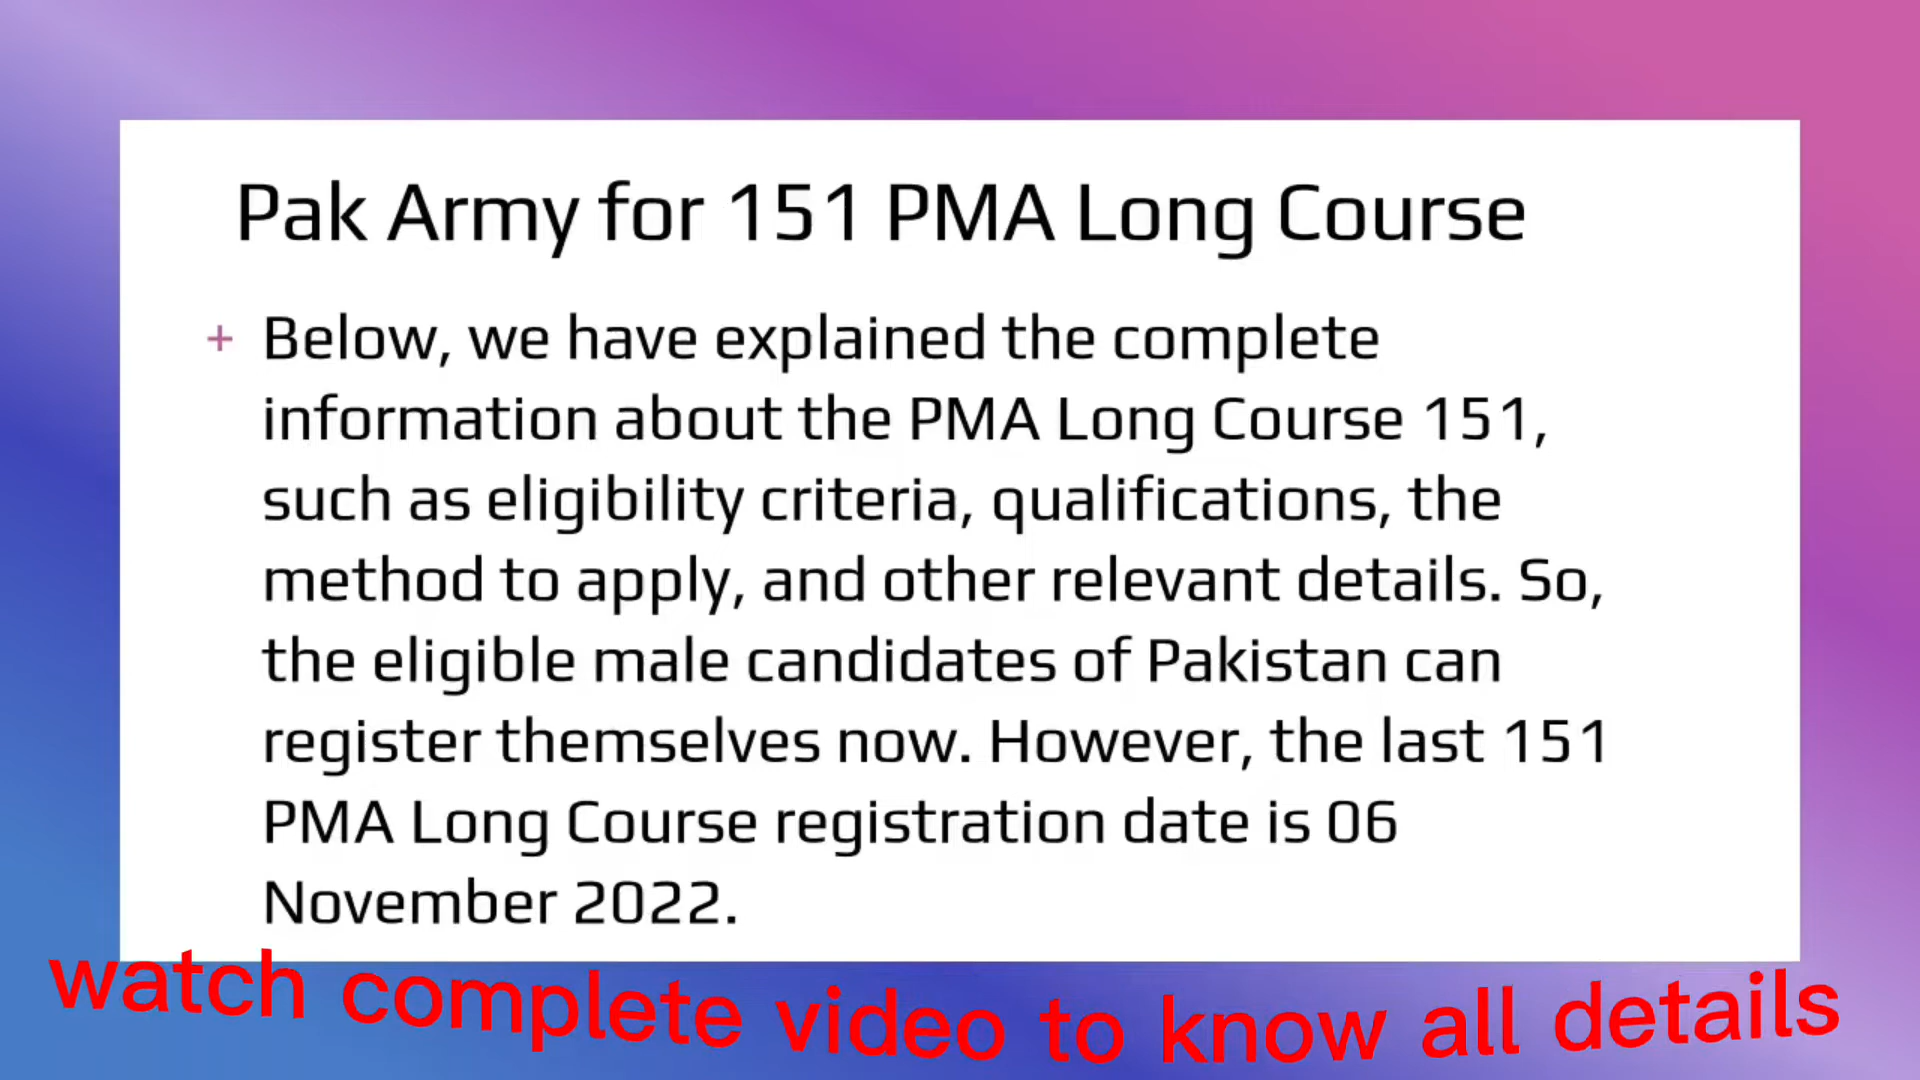 Pak Army for 151 PMA Long Course
+ Below, we have explained the complete
information about the PMA Long Course 151,
such as eligibility criteria, qualifications, the
method to apply, and other relevant details. So,
the eligible male candidates of Pakistan can
register themselves now. However, the last 151
PMA Long Course registration date is 06
November 2022.
watch complete video to know all details